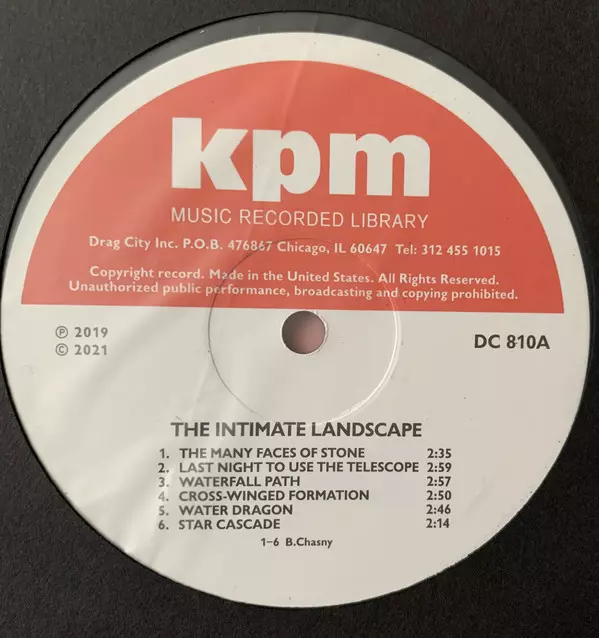 kpm
MUSIC RECORDED LIBRARY
Drag City Inc. P.O.B. 476867 Chicago, IL 60647 Tel: 312 455 1015
Copyright record. Made in the United States. All Rights Reserved.
Unauthorized public performance, broadcasting and copying prohibited.
℗ 2019
© 2021
DC 810A
THE INTIMATE LANDSCAPE
1. THE MANY FACES OF STONE 2:35
2. LAST NIGHT TO USE THE TELESCOPE 2:59
3. WATERFALL PATH 2:57
4. CROSS-WINGED FORMATION 2:50
5. WATER DRAGON 2:46
6. STAR CASCADE 2:14
1–6 B.Chasny